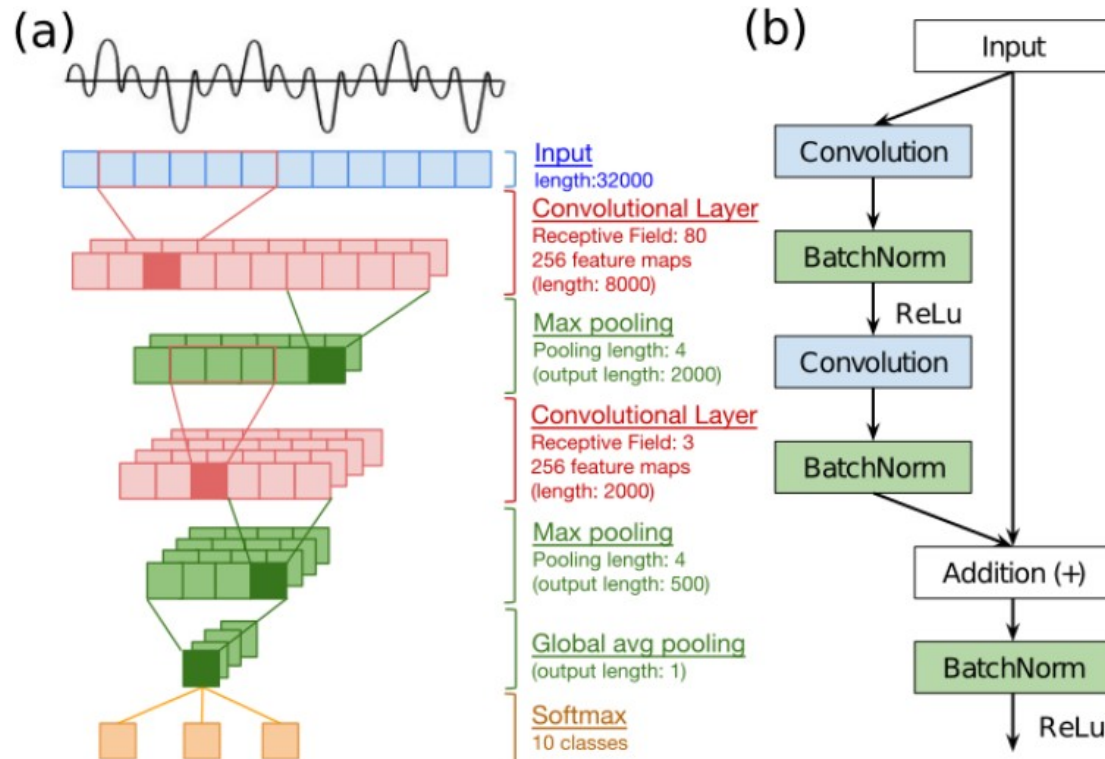 (a)
Input
length:32000
Convolutional Layer
Receptive Field: 80
256 feature maps
(length: 8000)
Max pooling
Pooling length: 4
(output length: 2000)
Convolutional Layer
Receptive Field: 3
256 feature maps
(length: 2000)
Max pooling
Pooling length: 4
(output length: 500)
Global avg pooling
(output length: 1)
Softmax
10 classes
(b)
Input
Convolution
BatchNorm
ReLu
Convolution
BatchNorm
Addition (+)
BatchNorm
ReLu